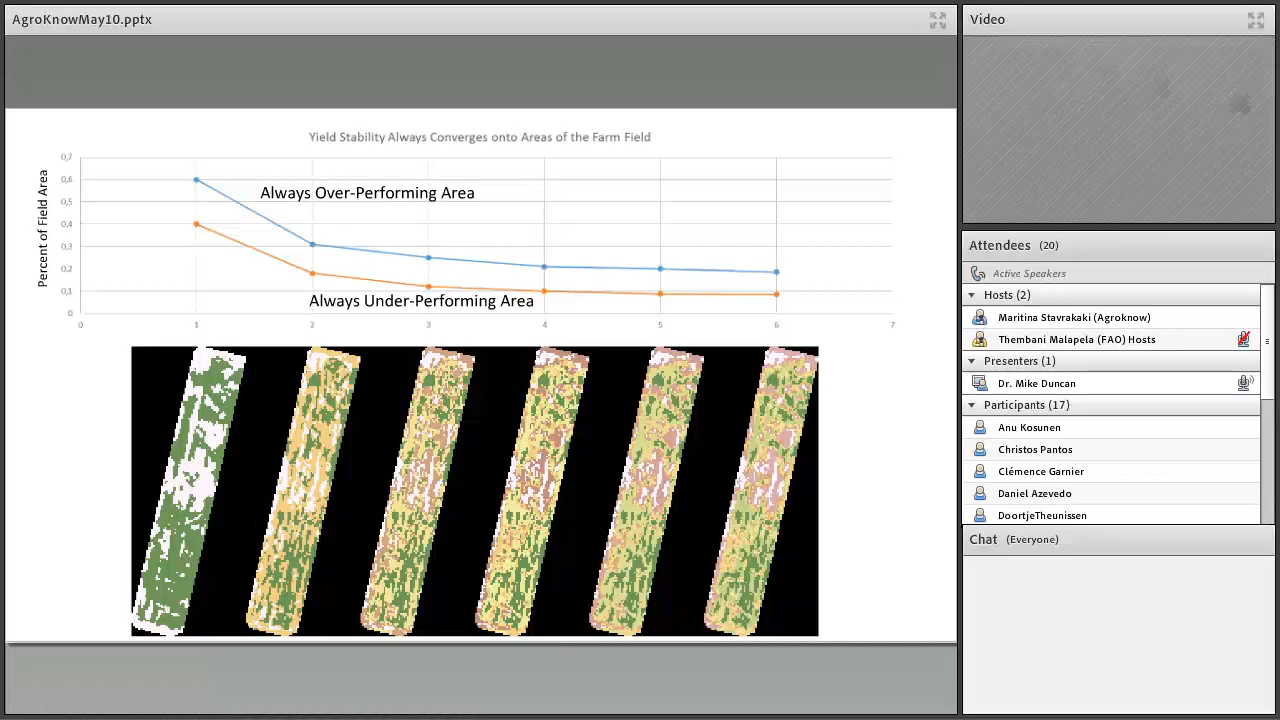 AgroKnowMay10.pptx
Yield Stability Always Converges onto Areas of the Farm Field
Percent of Field Area
0,7
0,6
0,5
0,4
0,3
0,2
0,1
0
Always Over-Performing Area
Always Under-Performing Area
0 1 2 3 4 5 6 7
Video
Attendees (20)
Active Speakers
Hosts (2)
Maritina Stavrakaki (Agroknow)
Thembani Malapela (FAO) Hosts
Presenters (1)
Dr. Mike Duncan
Participants (17)
Anu Kosunen
Christos Pantos
Clémence Garnier
Daniel Azevedo
DoortjeTheunissen
Chat (Everyone)